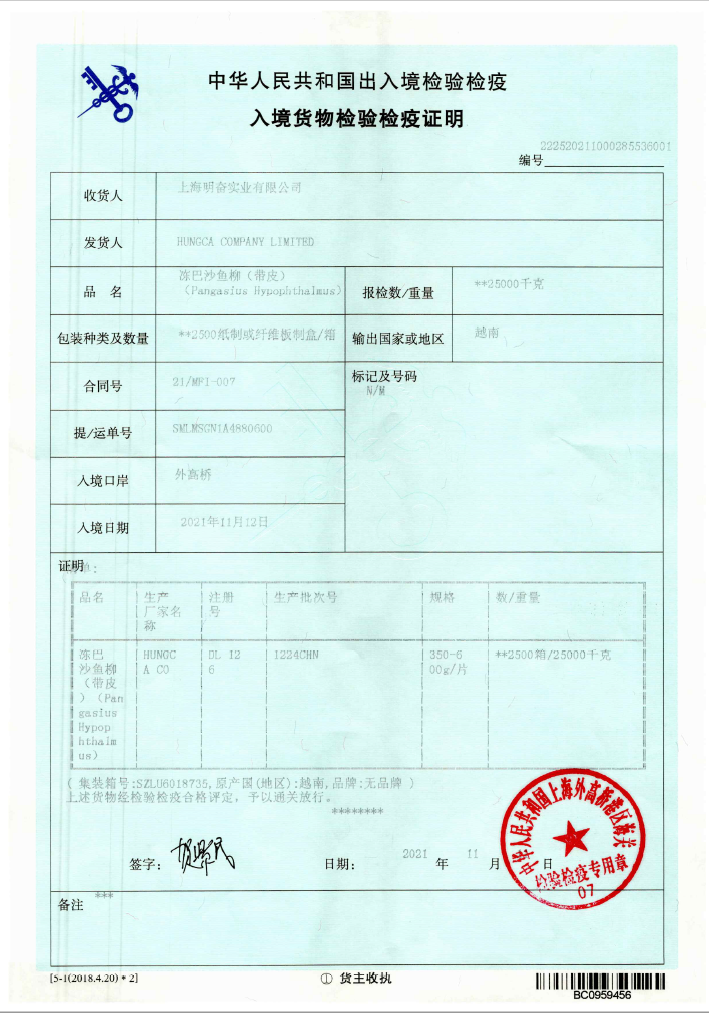 中华人民共和国出入境检验检疫
入境货物检验检疫证明
编号 222520211000285536001
收货人 上海明奋实业有限公司
发货人 HUNGCA COMPANY LIMITED
品 名 冻巴沙鱼柳（带皮）
（Pangasius Hypophthalmus）
报检数/重量 **25000千克
包装种类及数量 **2500纸制或纤维板制盒/箱
输出国家或地区 越南
合同号 21/MFI-007
标记及号码
N/M
提/运单号 SMLMSGN1A4880600
入境口岸 外高桥
入境日期 2021年11月12日
证明
单:
品名 生产厂家名称 注册号 生产批次号 规格 数/重量
冻巴 HUNGC DL 12 I224CHN 350-6 **2500箱/25000千克
沙鱼柳 A CO 6 00g/片
（带皮
）（Pan
gasius
Hypop
hthalm
us）
( 集装箱号:SZLU6018735,原产国(地区):越南,品牌:无品牌 )
上述货物经检验检疫合格评定，予以通关放行。
********
签字:
日期: 2021 年 11 月 日
中华人民共和国上海外高桥港区海关
检验检疫专用章
07
备注 ***
[5-1(2018.4.20)*2]
① 货主收执
BC0959456